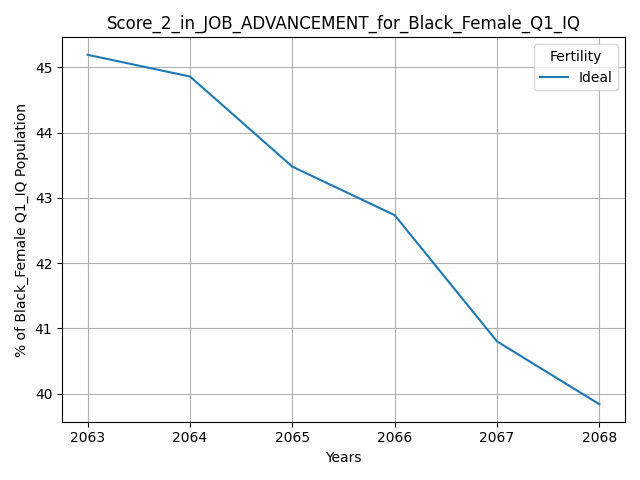 Score_2_in_JOB_ADVANCEMENT_for_Black_Female_Q1_IQ
Fertility
Ideal
% of Black_Female Q1_IQ Population
45
44
43
42
41
40
2063 2064 2065 2066 2067 2068
Years